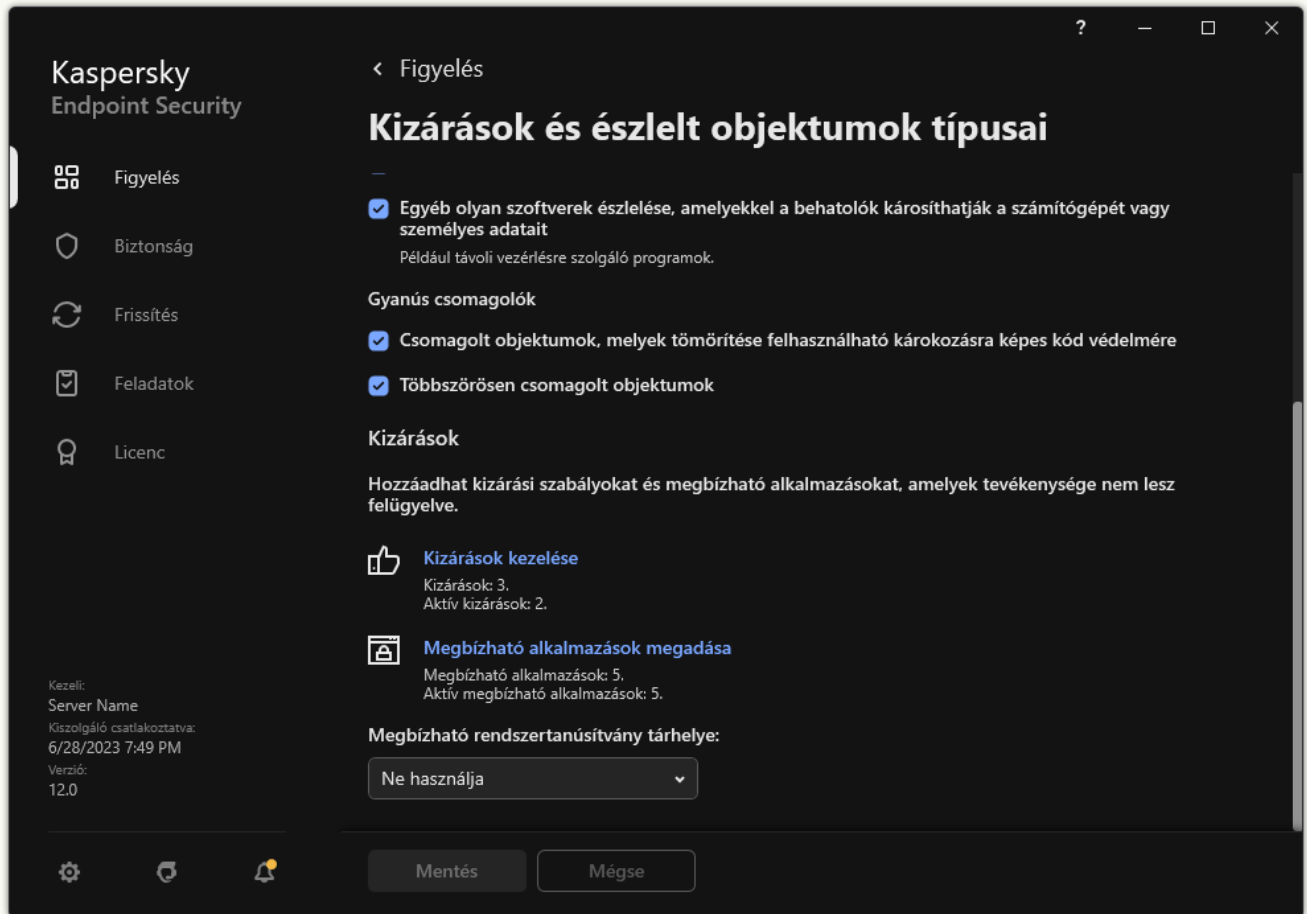 ?
Kaspersky
Endpoint Security
Figyelés
Biztonság
Frissítés
Feladatok
Licenc
Kezeli:
Server Name
Kiszolgáló csatlakoztatva:
6/28/2023 7:49 PM
Verzió:
12.0
Figyelés
Kizárások és észlelt objektumok típusai
Egyéb olyan szoftverek észlelése, amelyekkel a behatolók károsíthatják a számítógépét vagy
személyes adatait
Például távoli vezérlésre szolgáló programok.
Gyanús csomagolók
Csomagolt objektumok, melyek tömörítése felhasználható károkozásra képes kód védelmére
Többszörösen csomagolt objektumok
Kizárások
Hozzáadhat kizárási szabályokat és megbízható alkalmazásokat, amelyek tevékenysége nem lesz
felügyelve.
Kizárások kezelése
Kizárások: 3.
Aktív kizárások: 2.
Megbízható alkalmazások megadása
Megbízható alkalmazások: 5.
Aktív megbízható alkalmazások: 5.
Megbízható rendszertanúsítvány tárhelye:
Ne használja
Mentés
Mégse